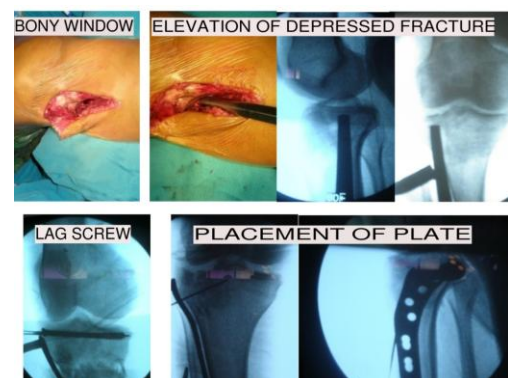 BONY WINDOW
ELEVATION OF DEPRESSED FRACTURE
LAG SCREW
PLACEMENT OF PLATE